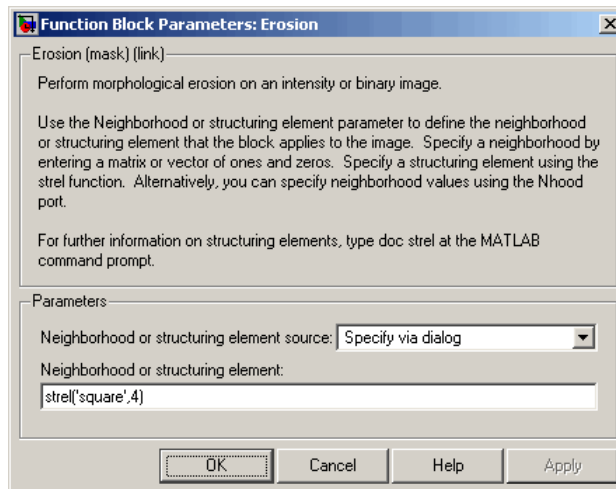 Function Block Parameters: Erosion
Erosion (mask) (link)
Perform morphological erosion on an intensity or binary image.
Use the Neighborhood or structuring element parameter to define the neighborhood
or structuring element that the block applies to the image. Specify a neighborhood by
entering a matrix or vector of ones and zeros. Specify a structuring element using the
strel function. Alternatively, you can specify neighborhood values using the Nhood
port.
For further information on structuring elements, type doc strel at the MATLAB
command prompt.
Parameters
Neighborhood or structuring element source: Specify via dialog
Neighborhood or structuring element:
strel('square',4)
OK Cancel Help Apply